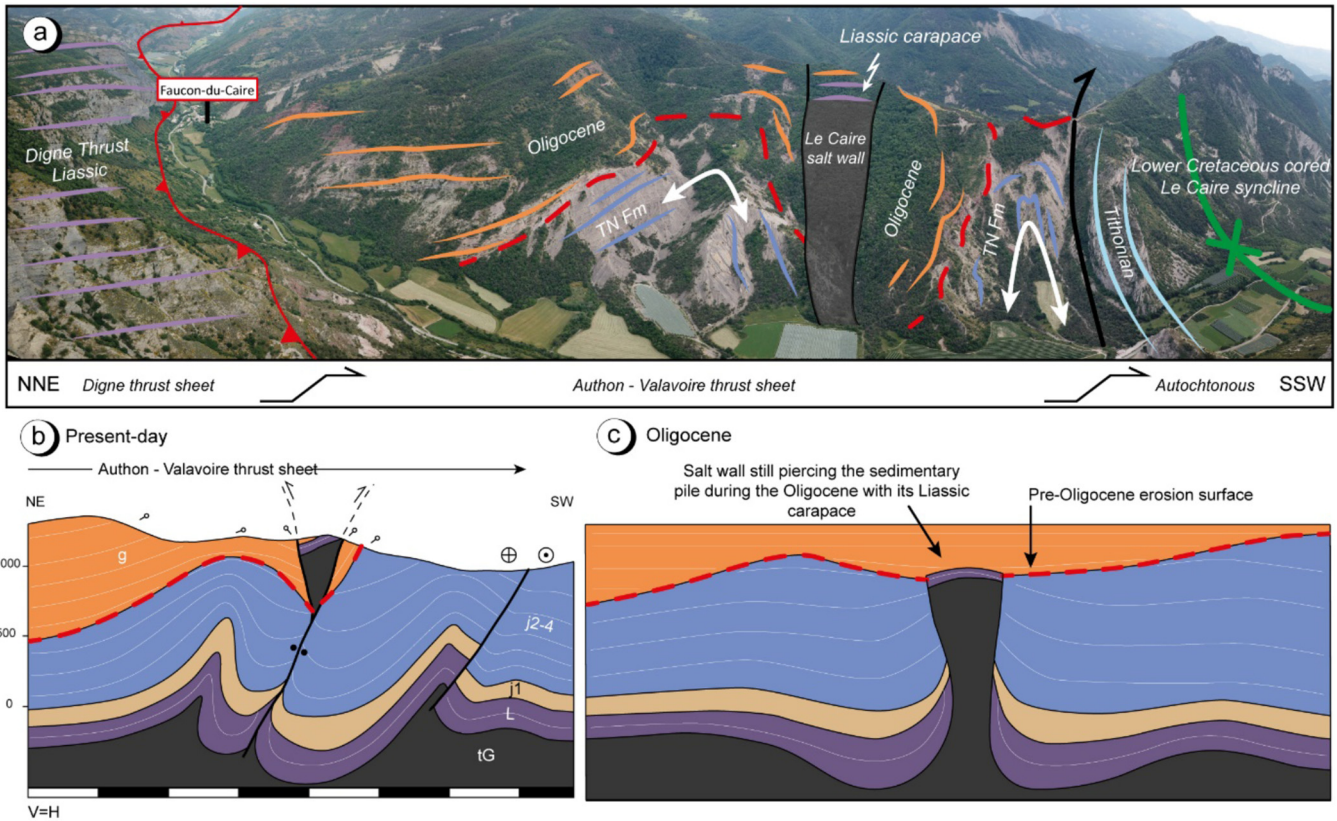 a
Faucon-du-Caire
Digne Thrust
Liassic
Oligocene
TN Fm
Liassic carapace
Le Caire
salt wall
Oligocene
TN Fm
Trithonian
Lower Cretaceous cored
Le Caire syncline
NNE
Digne thrust sheet
Authon - Valavoire thrust sheet
Autochtonous
SSW
b
Present-day
Authon - Valavoire thrust sheet
NE
SW
g
j2-4
j1
L
tG
000
500
0
V=H
c
Oligocene
Salt wall still piercing the sedimentary
pile during the Oligocene with its Liassic
carapace
Pre-Oligocene erosion surface